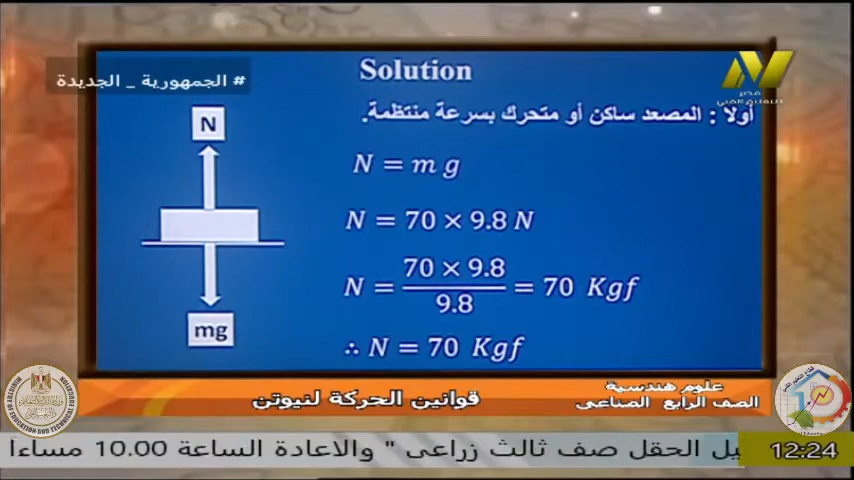 # الجمهورية _ الجديدة
Solution
أولا : المصعد ساكن أو متحرك بسرعة منتظمة.
N
N = m g
N = 70 × 9.8 N
N = 70 × 9.8 / 9.8 = 70 Kgf
mg
∴ N = 70 Kgf
علوم هندسية
الصف الرابع الصناعى
قوانين الحركة لنيوتن
يل الحقل صف ثالث زراعى " والاعادة الساعة 10.00 مساءا
12:24